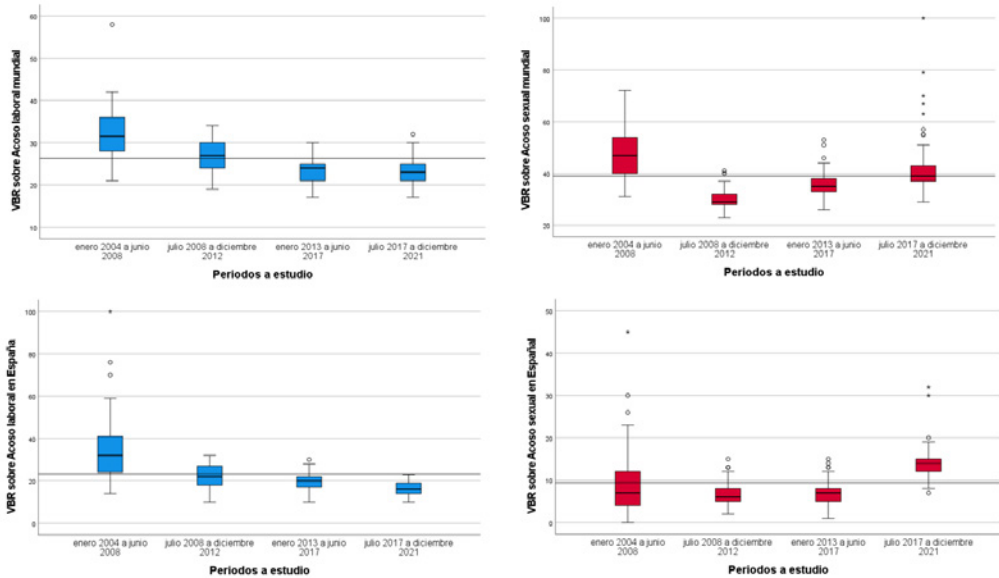 VBR sobre Acoso laboral mundial
60
50
40
30
20
10
enero 2004 a junio
2008
julio 2008 a diciembre
2012
enero 2013 a junio
2017
julio 2017 a diciembre
2021
Periodos a estudio
VBR sobre Acoso sexual mundial
100
80
60
40
20
enero 2004 a junio
2008
julio 2008 a diciembre
2012
enero 2013 a junio
2017
julio 2017 a diciembre
2021
Periodos a estudio
VBR sobre Acoso laboral en España
100
80
60
40
20
0
enero 2004 a junio
2008
julio 2008 a diciembre
2012
enero 2013 a junio
2017
julio 2017 a diciembre
2021
Periodos a estudio
VBR sobre Acoso sexual en Españal
50
40
30
20
10
0
enero 2004 a junio
2008
julio 2008 a diciembre
2012
enero 2013 a junio
2017
julio 2017 a diciembre
2021
Periodos a estudio